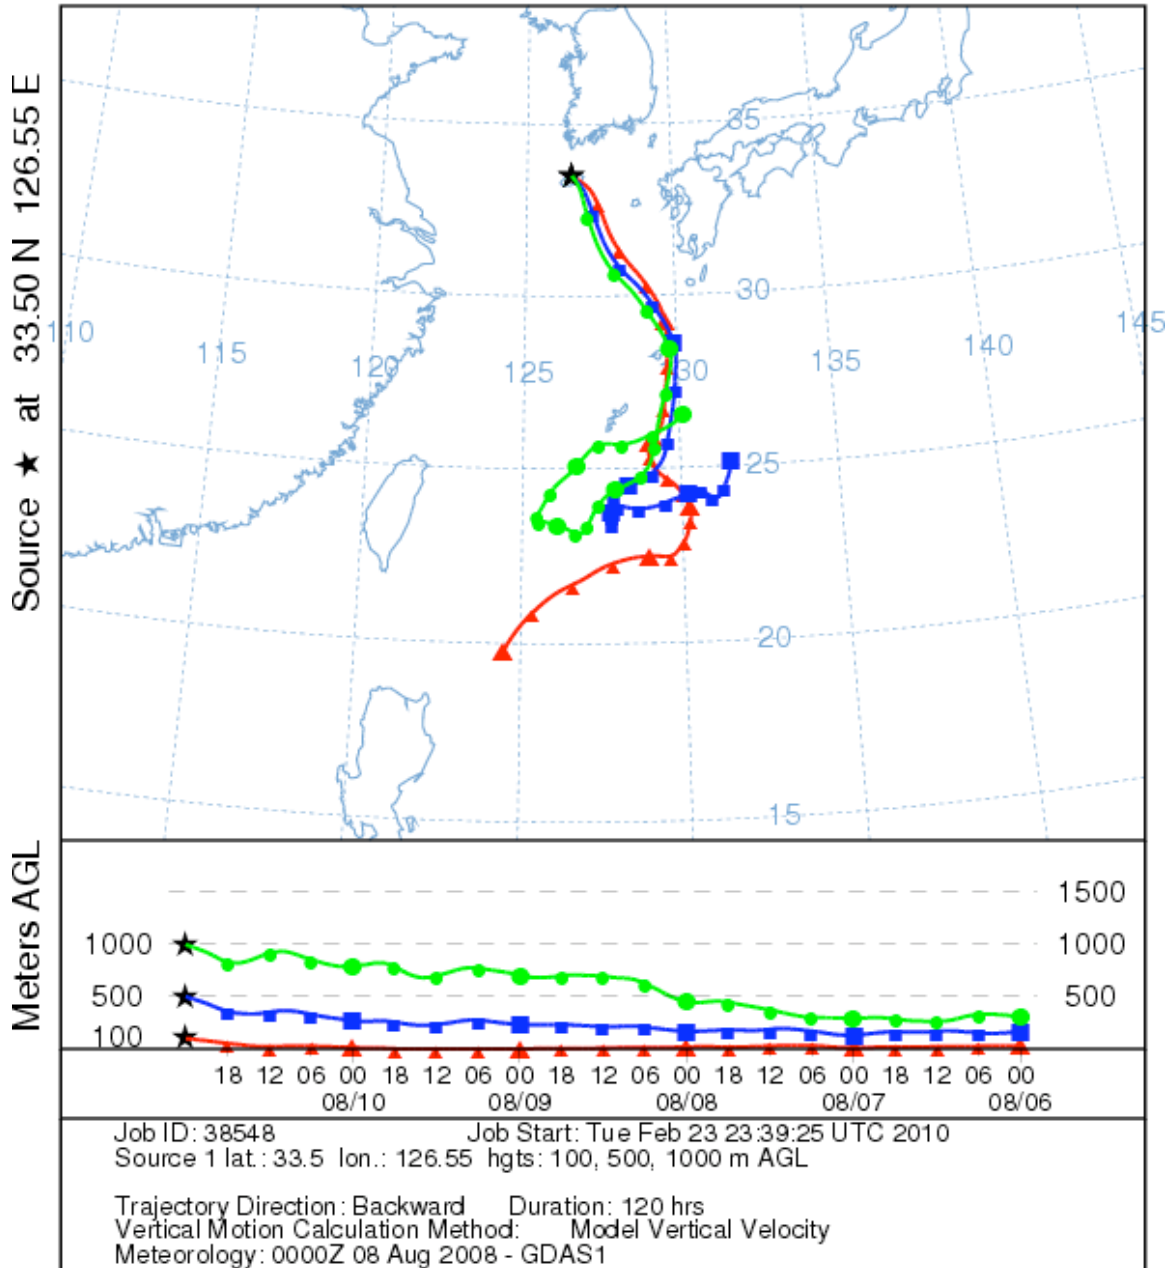 Source ★ at 33.50 N 126.55 E
35
30
110
145
115
120
125
130
135
140
25
20
15
Meters AGL
1500
1000
1000
500
500
100
18 12 06 00 18 12 06 00 18 12 06 00 18 12 06 00 18 12 06 00
08/10 08/09 08/08 08/07 08/06
Job ID: 38548 Job Start: Tue Feb 23 23:39:25 UTC 2010
Source 1 lat.: 33.5 lon.: 126.55 hgts: 100, 500, 1000 m AGL
Trajectory Direction: Backward Duration: 120 hrs
Vertical Motion Calculation Method: Model Vertical Velocity
Meteorology: 0000Z 08 Aug 2008 - GDAS1